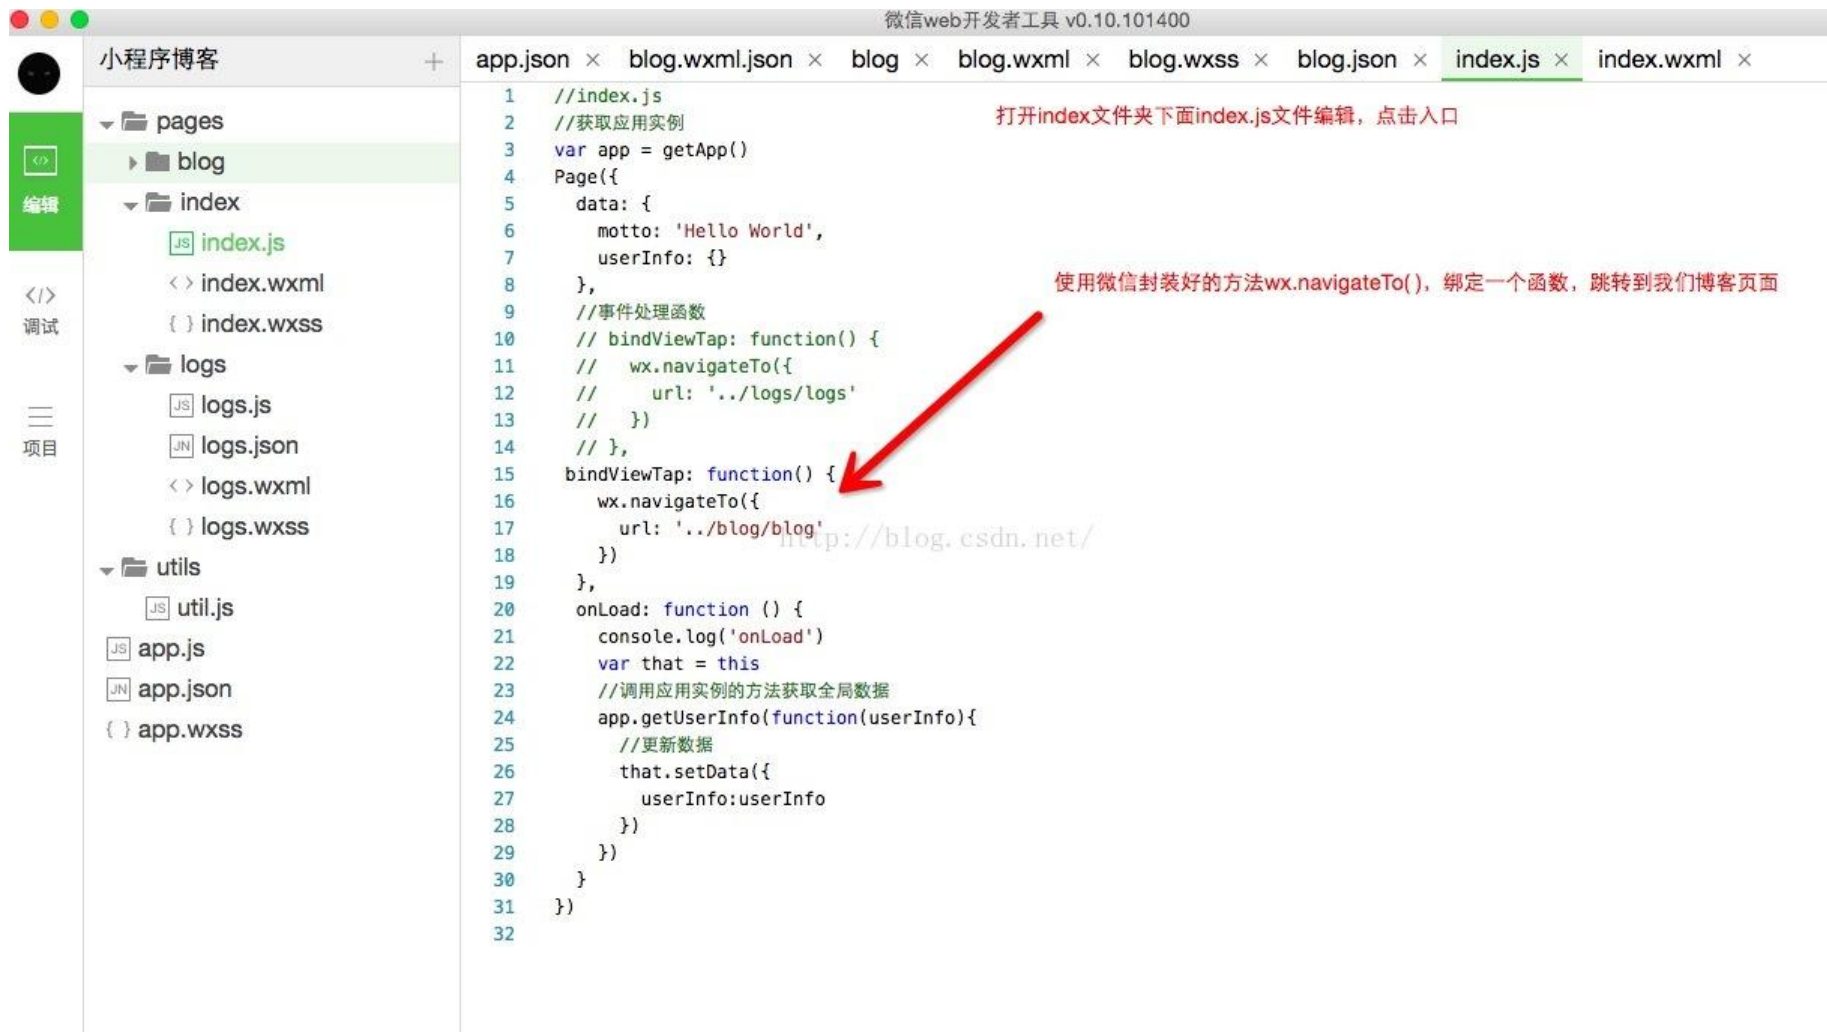 微信web开发者工具 v0.10.101400
小程序博客 +
app.json × blog.wxml.json × blog × blog.wxml × blog.wxss × blog.json × index.js × index.wxml ×
编辑
调试
项目
pages
blog
index
JS index.js
<> index.wxml
{ } index.wxss
logs
JS logs.js
JN logs.json
<> logs.wxml
{ } logs.wxss
utils
JS util.js
JS app.js
JN app.json
{ } app.wxss
1 //index.js
2 //获取应用实例
3 var app = getApp()
4 Page({
5 data: {
6 motto: 'Hello World',
7 userInfo: {}
8 },
9 //事件处理函数
10 // bindViewTap: function() {
11 // wx.navigateTo({
12 // url: '../logs/logs'
13 // })
14 // },
15 bindViewTap: function() {
16 wx.navigateTo({
17 url: '../blog/blog'
18 })
19 },
20 onLoad: function () {
21 console.log('onLoad')
22 var that = this
23 //调用应用实例的方法获取全局数据
24 app.getUserInfo(function(userInfo){
25 //更新数据
26 that.setData({
27 userInfo:userInfo
28 })
29 })
30 }
31 })
32
打开index文件夹下面index.js文件编辑，点击入口
使用微信封装好的方法wx.navigateTo()，绑定一个函数，跳转到我们博客页面
http://blog.csdn.net/